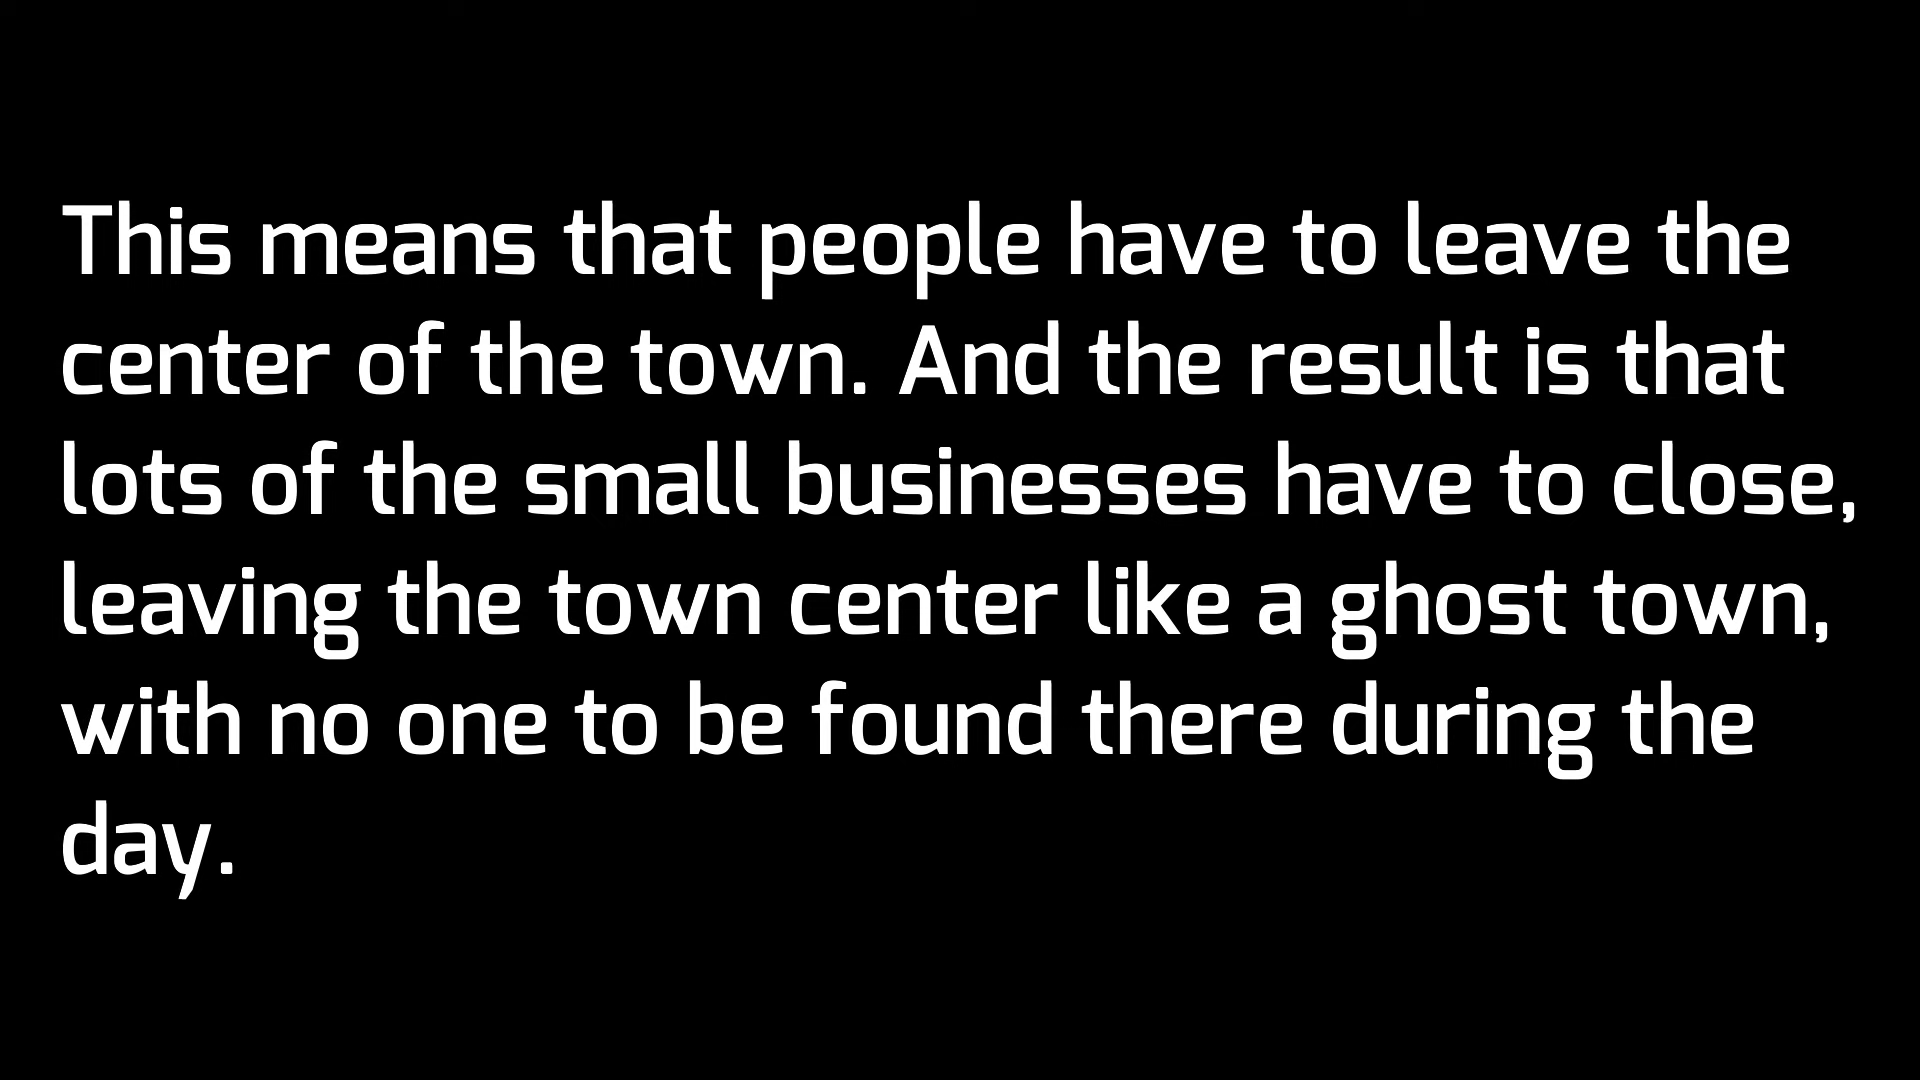 This means that people have to leave the
center of the town. And the result is that
lots of the small businesses have to close,
leaving the town center like a ghost town,
with no one to be found there during the
day.